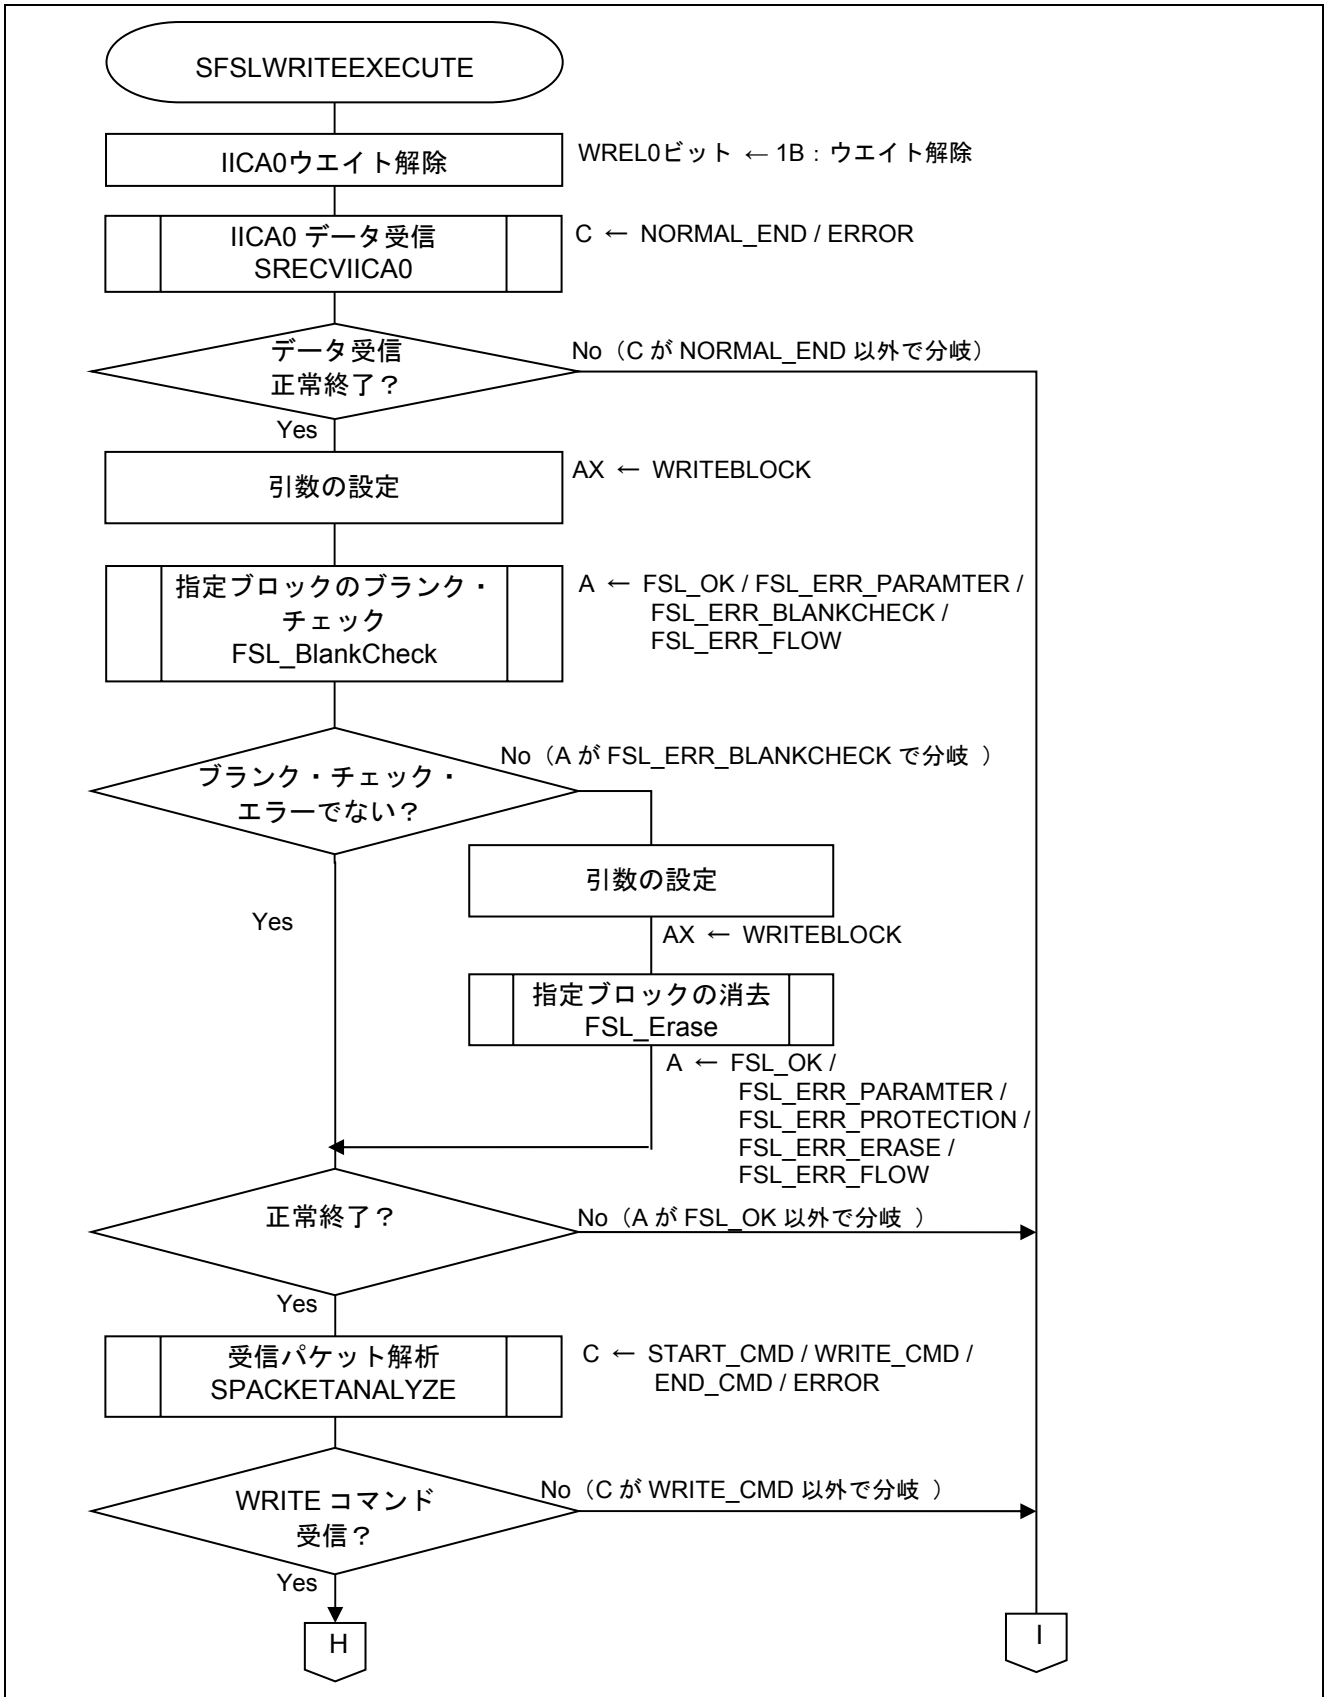 SFSLWRITEEXECUTE
IICA0ウエイト解除
WREL0ビット ← 1B：ウエイト解除
IICA0 データ受信
SRECVIICA0
C ← NORMAL_END / ERROR
データ受信
正常終了？
No（C が NORMAL_END 以外で分岐）
Yes
引数の設定
AX ← WRITEBLOCK
指定ブロックのブランク・
チェック
FSL_BlankCheck
A ← FSL_OK / FSL_ERR_PARAMTER /
FSL_ERR_BLANKCHECK /
FSL_ERR_FLOW
ブランク・チェック・
エラーでない？
No（A が FSL_ERR_BLANKCHECK で分岐 ）
Yes
引数の設定
AX ← WRITEBLOCK
指定ブロックの消去
FSL_Erase
A ← FSL_OK /
FSL_ERR_PARAMTER /
FSL_ERR_PROTECTION /
FSL_ERR_ERASE /
FSL_ERR_FLOW
正常終了？
No（A が FSL_OK 以外で分岐 ）
Yes
受信パケット解析
SPACKETANALYZE
C ← START_CMD / WRITE_CMD /
END_CMD / ERROR
WRITE コマンド
受信？
No（C が WRITE_CMD 以外で分岐 ）
Yes
H
I